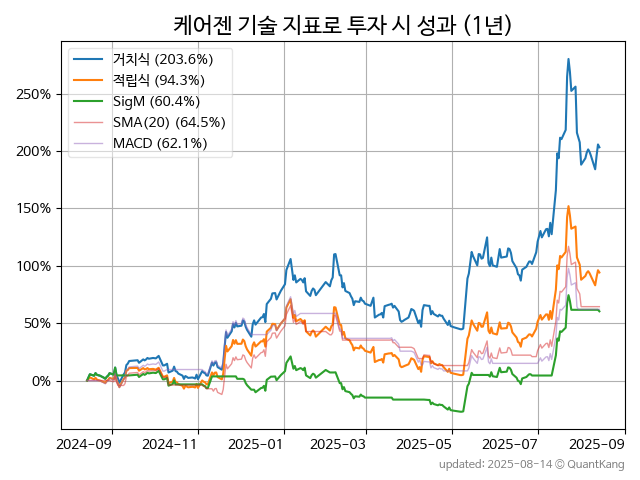 케어젠 기술 지표로 투자 시 성과 (1년)
거치식 (203.6%)
적립식 (94.3%)
SigM (60.4%)
SMA(20) (64.5%)
MACD (62.1%)
250%
200%
150%
100%
50%
0%
2024-09 2024-11 2025-01 2025-03 2025-05 2025-07 2025-09
updated: 2025-08-14 © QuantKang